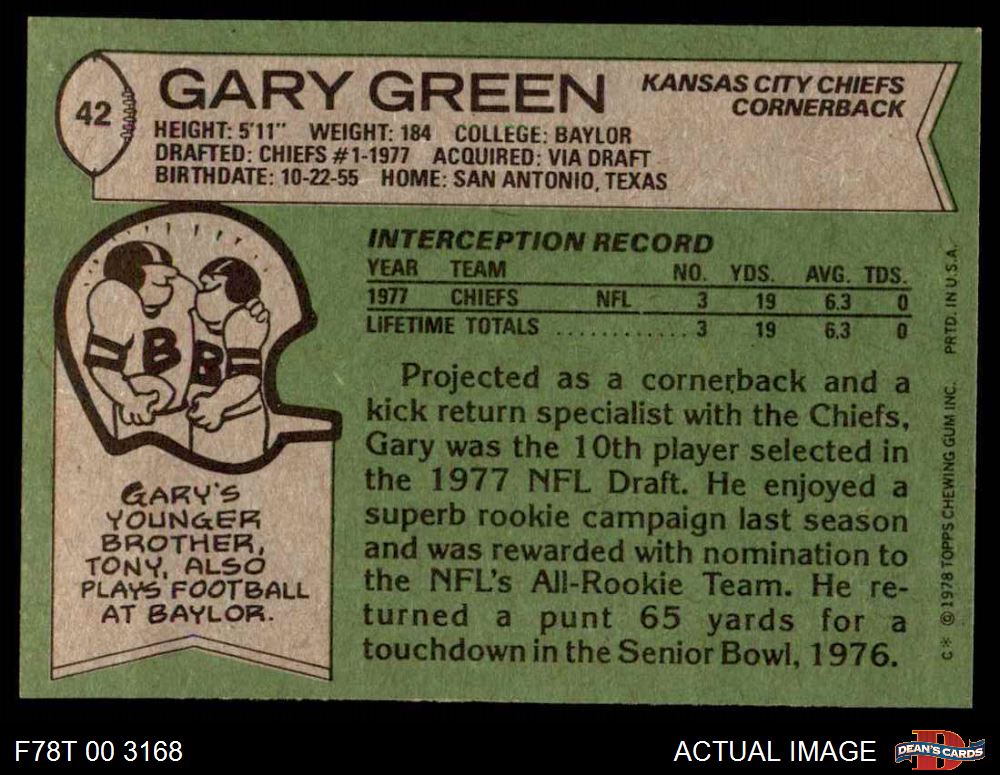 42
GARY GREEN
KANSAS CITY CHIEFS
CORNERBACK
HEIGHT: 5'11" WEIGHT: 184 COLLEGE: BAYLOR
DRAFTED: CHIEFS #1-1977 ACQUIRED: VIA DRAFT
BIRTHDATE: 10-22-55 HOME: SAN ANTONIO, TEXAS
INTERCEPTION RECORD
YEAR TEAM NO. YDS. AVG. TDS.
1977 CHIEFS NFL 3 19 6.3 0
LIFETIME TOTALS ............ 3 19 6.3 0
B B
GARY'S
YOUNGER
BROTHER,
TONY, ALSO
PLAYS FOOTBALL
AT BAYLOR.
Projected as a cornerback and a
kick return specialist with the Chiefs,
Gary was the 10th player selected in
the 1977 NFL Draft. He enjoyed a
superb rookie campaign last season
and was rewarded with nomination to
the NFL's All-Rookie Team. He re-
turned a punt 65 yards for a
touchdown in the Senior Bowl, 1976.
C* ©1978 TOPPS CHEWING GUM INC. PRTD. IN U.S.A.
F78T 00 3168
ACTUAL IMAGE
D
DEAN'S CARDS